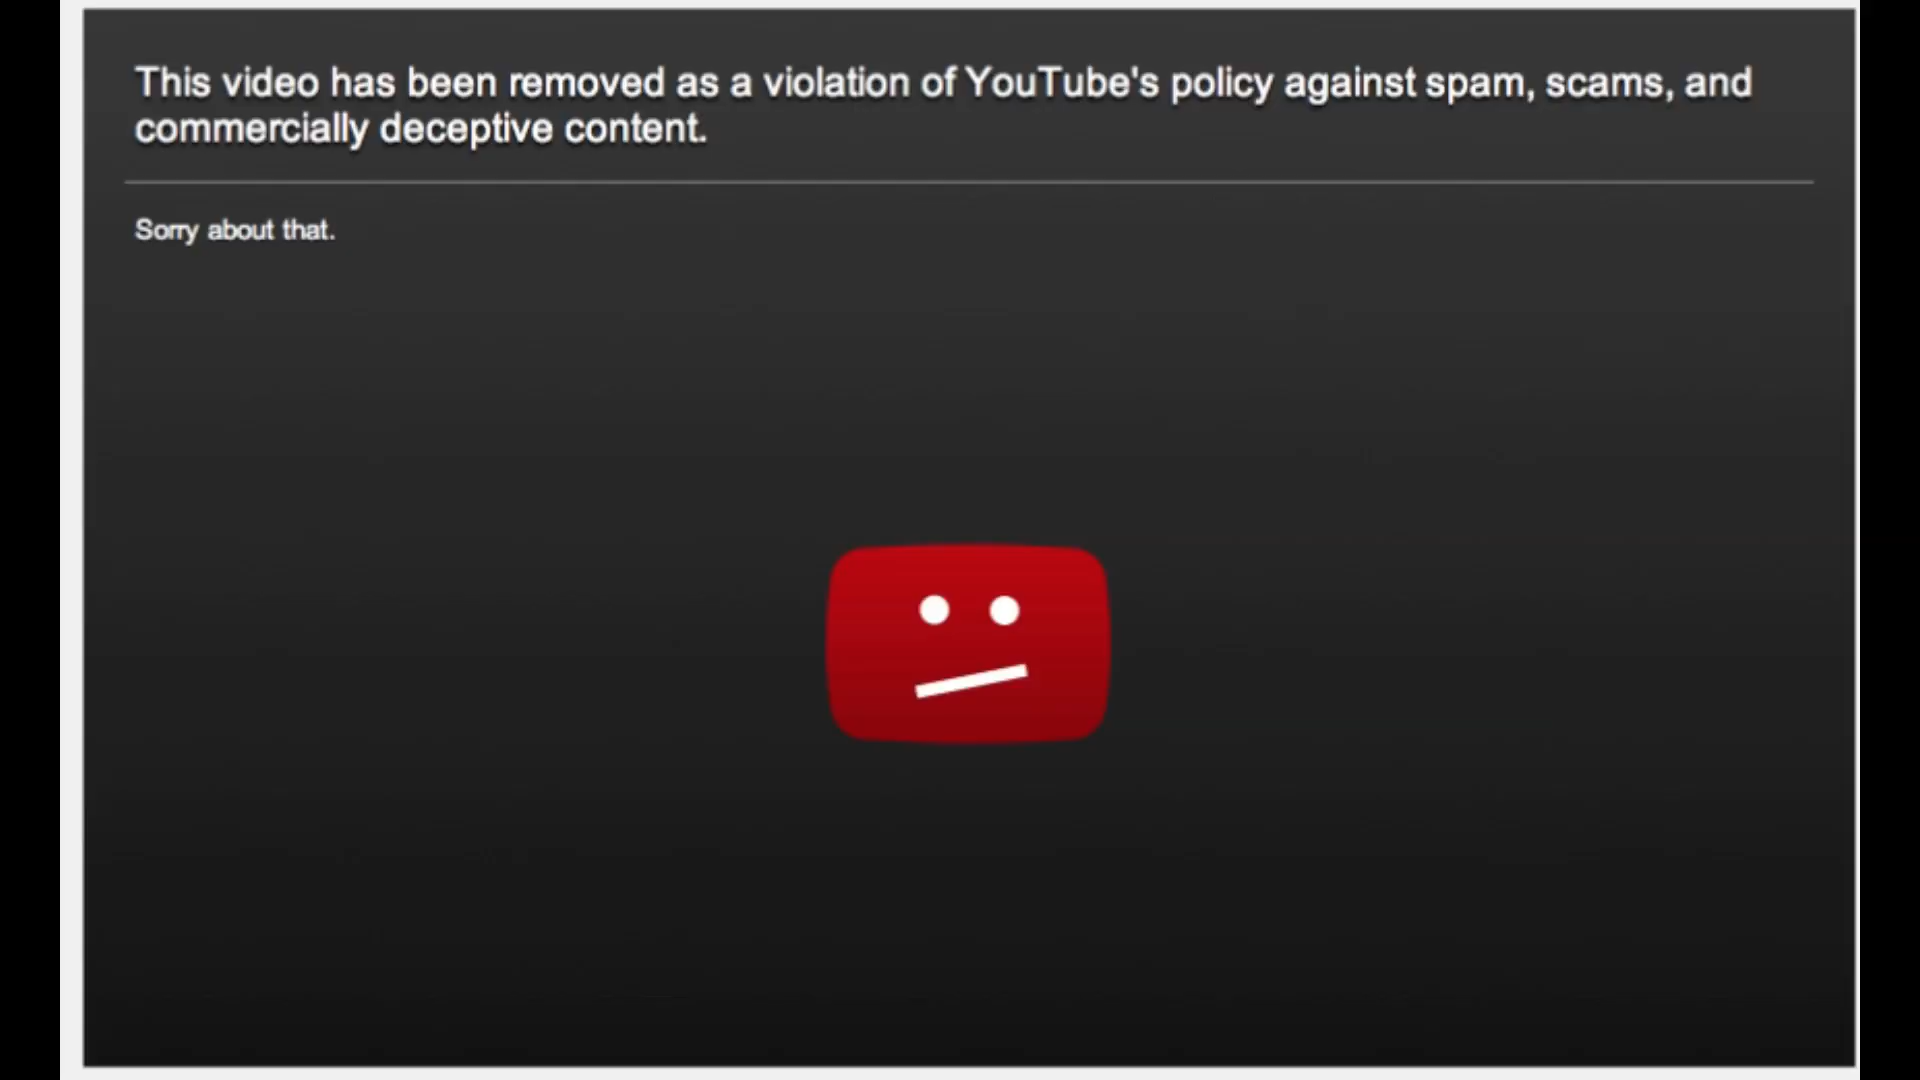 This video has been removed as a violation of YouTube's policy against spam, scams, and
commercially deceptive content.
Sorry about that.